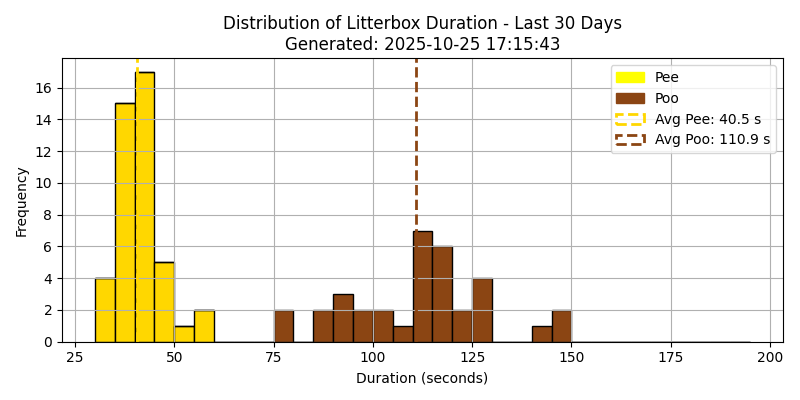 Distribution of Litterbox Duration - Last 30 Days
Generated: 2025-10-25 17:15:43
Pee
Poo
Avg Pee: 40.5 s
Avg Poo: 110.9 s
Frequency
16
14
12
10
8
6
4
2
0
25
50
75
100
125
150
175
200
Duration (seconds)